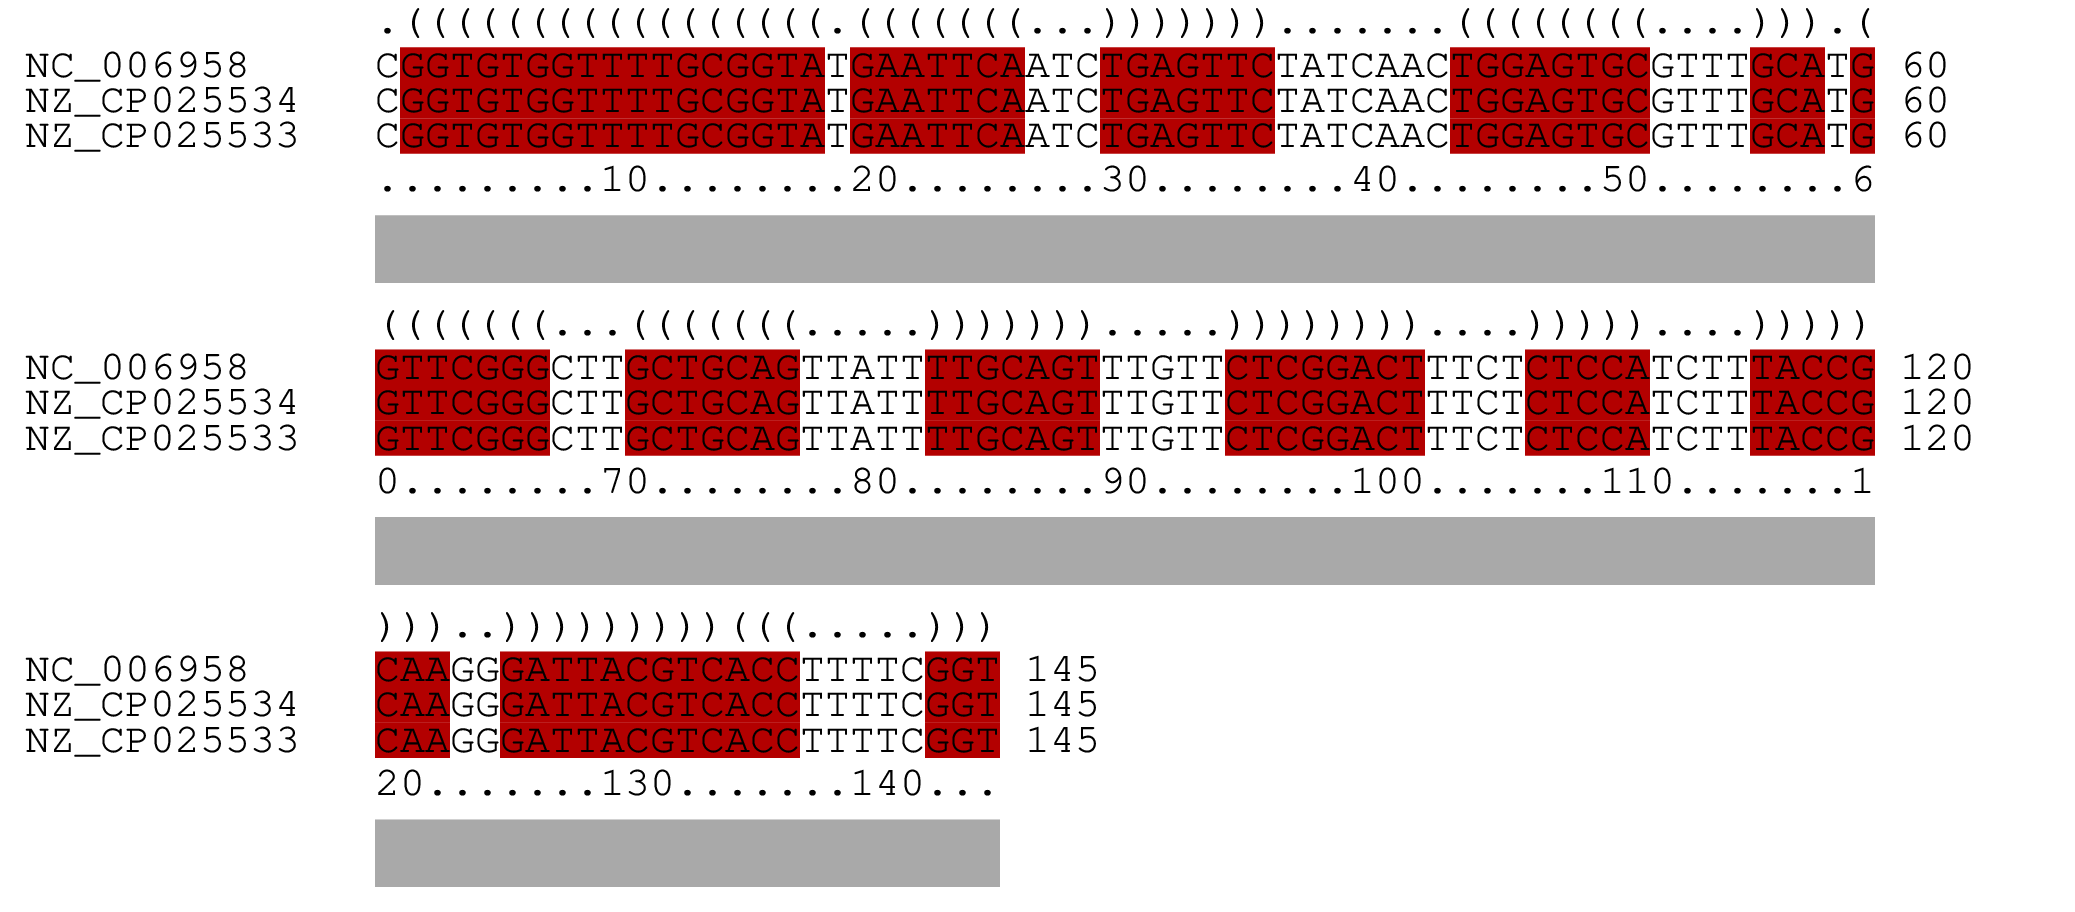 .(((((((((((((((((.(((((((...))))))).......((((((((....))).(
NC_006958 CGGTGTGGTTTTGCGGTATGAATTCAATCTGAGTTCTATCAACTGGAGTGCGTTTGCATG 60
NZ_CP025534 CGGTGTGGTTTTGCGGTATGAATTCAATCTGAGTTCTATCAACTGGAGTGCGTTTGCATG 60
NZ_CP025533 CGGTGTGGTTTTGCGGTATGAATTCAATCTGAGTTCTATCAACTGGAGTGCGTTTGCATG 60
.........10........20........30........40........50........6
(((((((...(((((((.....))))))).....))))))))....)))))....)))))
NC_006958 GTTCGGGCTTGCTGCAGTTATTTTGCAGTTTGTTCTCGGACTTTCTCTCCATCTTTACCG 120
NZ_CP025534 GTTCGGGCTTGCTGCAGTTATTTTGCAGTTTGTTCTCGGACTTTCTCTCCATCTTTACCG 120
NZ_CP025533 GTTCGGGCTTGCTGCAGTTATTTTGCAGTTTGTTCTCGGACTTTCTCTCCATCTTTACCG 120
0........70........80........90........100.......110.......1
)))..)))))))))(((.....)))
NC_006958 CAAGGGATTACGTCACCTTTTCGGT 145
NZ_CP025534 CAAGGGATTACGTCACCTTTTCGGT 145
NZ_CP025533 CAAGGGATTACGTCACCTTTTCGGT 145
20.......130.......140...